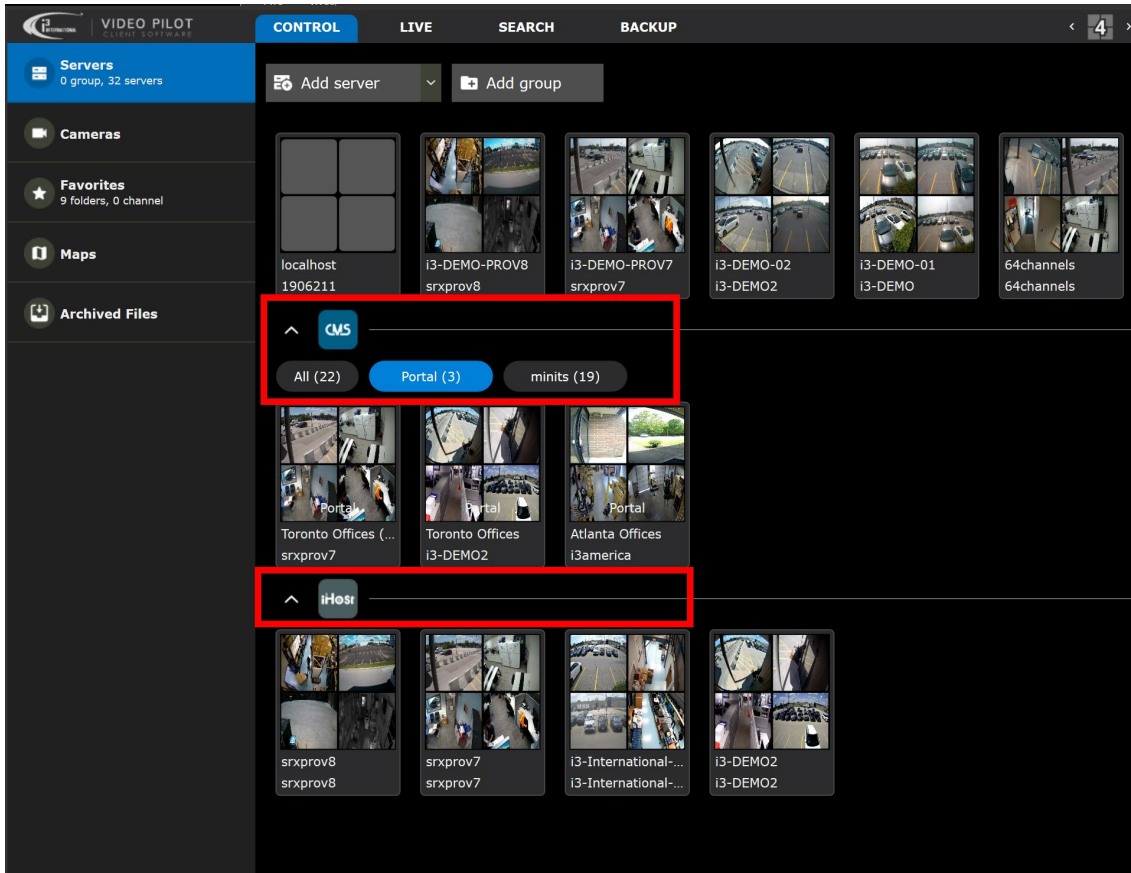 i3 INTERNATIONAL
VIDEO PILOT
CLIENT SOFTWARE
CONTROL
LIVE
SEARCH
BACKUP
4
Servers
0 group, 32 servers
Cameras
Favorites
9 folders, 0 channel
Maps
Archived Files
Add server
Add group
localhost
1906211
i3-DEMO-PROV8
srxprov8
i3-DEMO-PROV7
srxprov7
i3-DEMO-02
i3-DEMO2
i3-DEMO-01
i3-DEMO
64channels
64channels
CMS
All (22)
Portal (3)
minits (19)
Portal
Toronto Offices (...
srxprov7
Portal
Toronto Offices
i3-DEMO2
Portal
Atlanta Offices
i3america
iHost
srxprov8
srxprov8
srxprov7
srxprov7
i3-International-...
i3-International-...
i3-DEMO2
i3-DEMO2